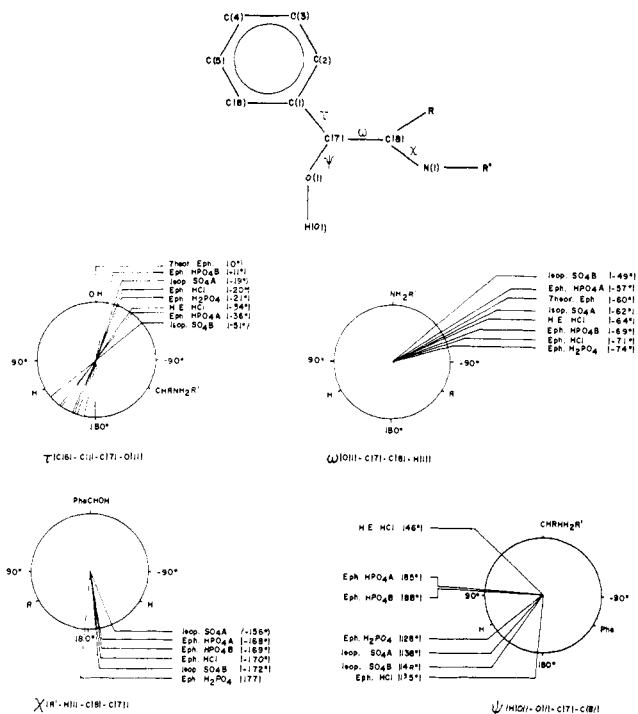 C(4) C(3)
C(5) C(2)
C(6) C(1)
τ R
C(7) ω C(8)
ψ χ
O(1) N(1) R'
H(O1)
Theor. Eph. (0°)
Eph HPO4B (-11°)
Isop SO4A (-19°)
Eph HCl (-20°)
Eph H2PO4 (-21°)
H E HCl (-34°)
Eph HPO4A (-36°)
Isop. SO4B (-51°)
OH
90° -90°
H CHRNH2R'
180°
τ [C(6) - C(1) - C(7) - O(1)]
Isop. SO4B (-49°)
Eph. HPO4A (-57°)
Theor. Eph (-60°)
Isop. SO4A (-62°)
H E HCl (-64°)
Eph. HPO4B (-69°)
Eph. HCl (-71°)
Eph. H2PO4 (-74°)
NH2R'
90° -90°
H R
180°
ω [O(1) - C(7) - C(8) - N(1)]
PheCHOH
90° -90°
R H
180°
Isop. SO4A (-156°)
Eph HPO4A (-168°)
Eph HPO4B (-169°)
Eph. HCl (-170°)
Isop SO4B (-172°)
Eph H2PO4 (177)
χ [R' - N(1) - C(8) - C(7)]
H E HCl (46°)
CHRHH2R'
Eph HPO4A (85°)
Eph HPO4B (88°)
90° -90°
H Phe
Eph. H2PO4 (128°)
Isop. SO4A (138°)
Isop. SO4B (142°)
Eph. HCl
180°
ψ [H(O1) - O(1) - C(7) - C(8)]